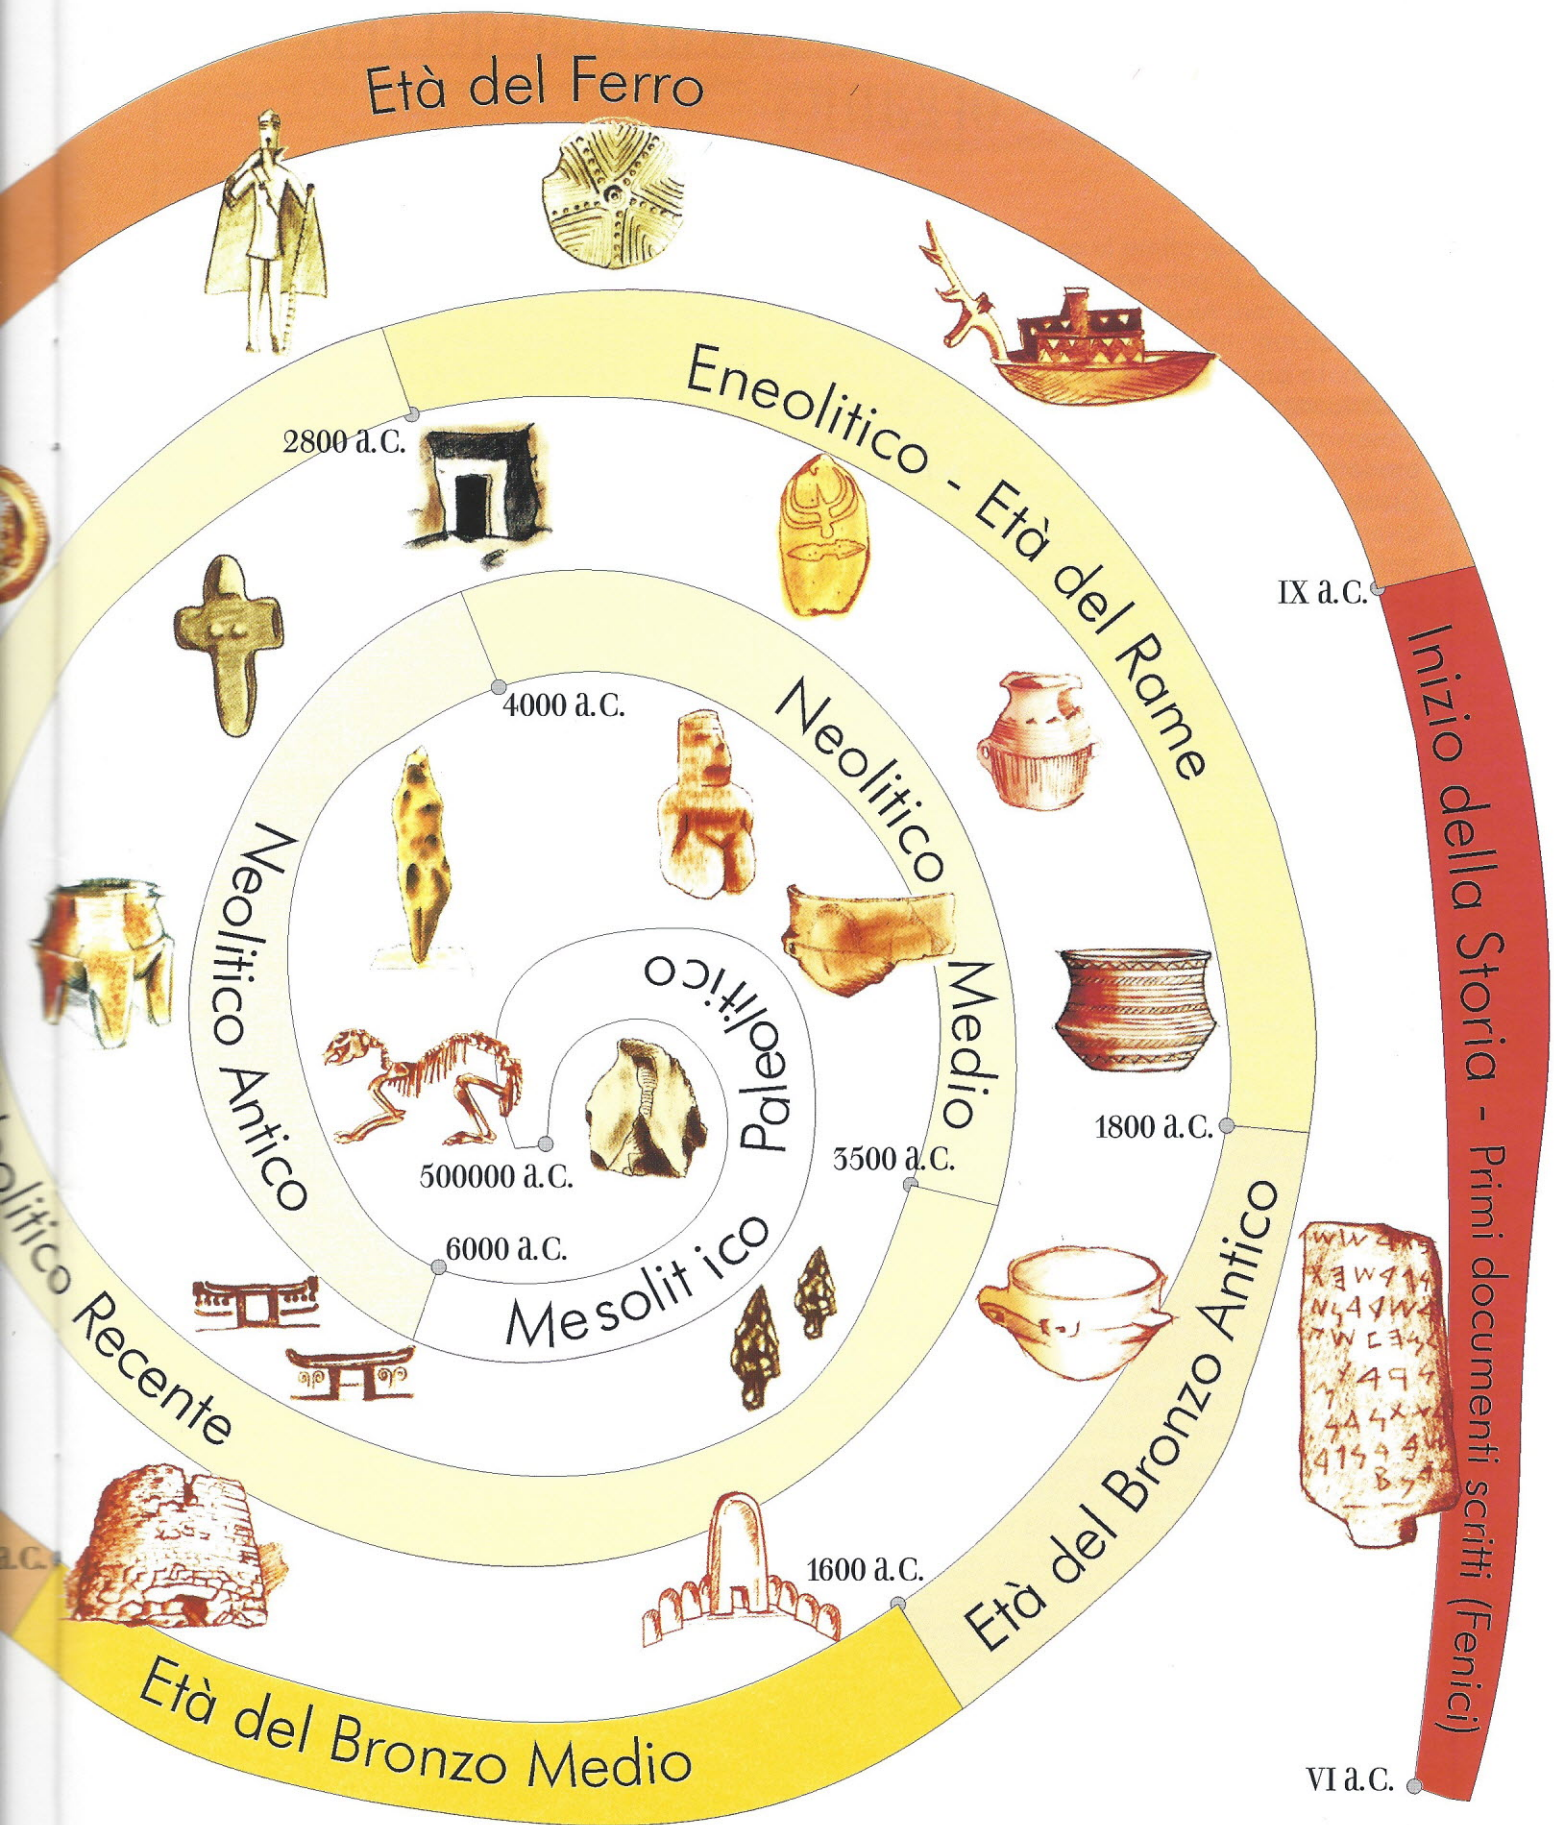 Età del Ferro
Eneolitico - Età del Rame
2800 a.C.
IX a.C.
Inizio della Storia - Primi documenti scritti (Fenici)
4000 a.C.
Neolitico Medio
Neolitico Antico
Paleolitico
500000 a.C.
3500 a.C.
1800 a.C.
6000 a.C.
Mesolitico
Recente
Età del Bronzo Antico
1600 a.C.
a.C.
Età del Bronzo Medio
VI a.C.